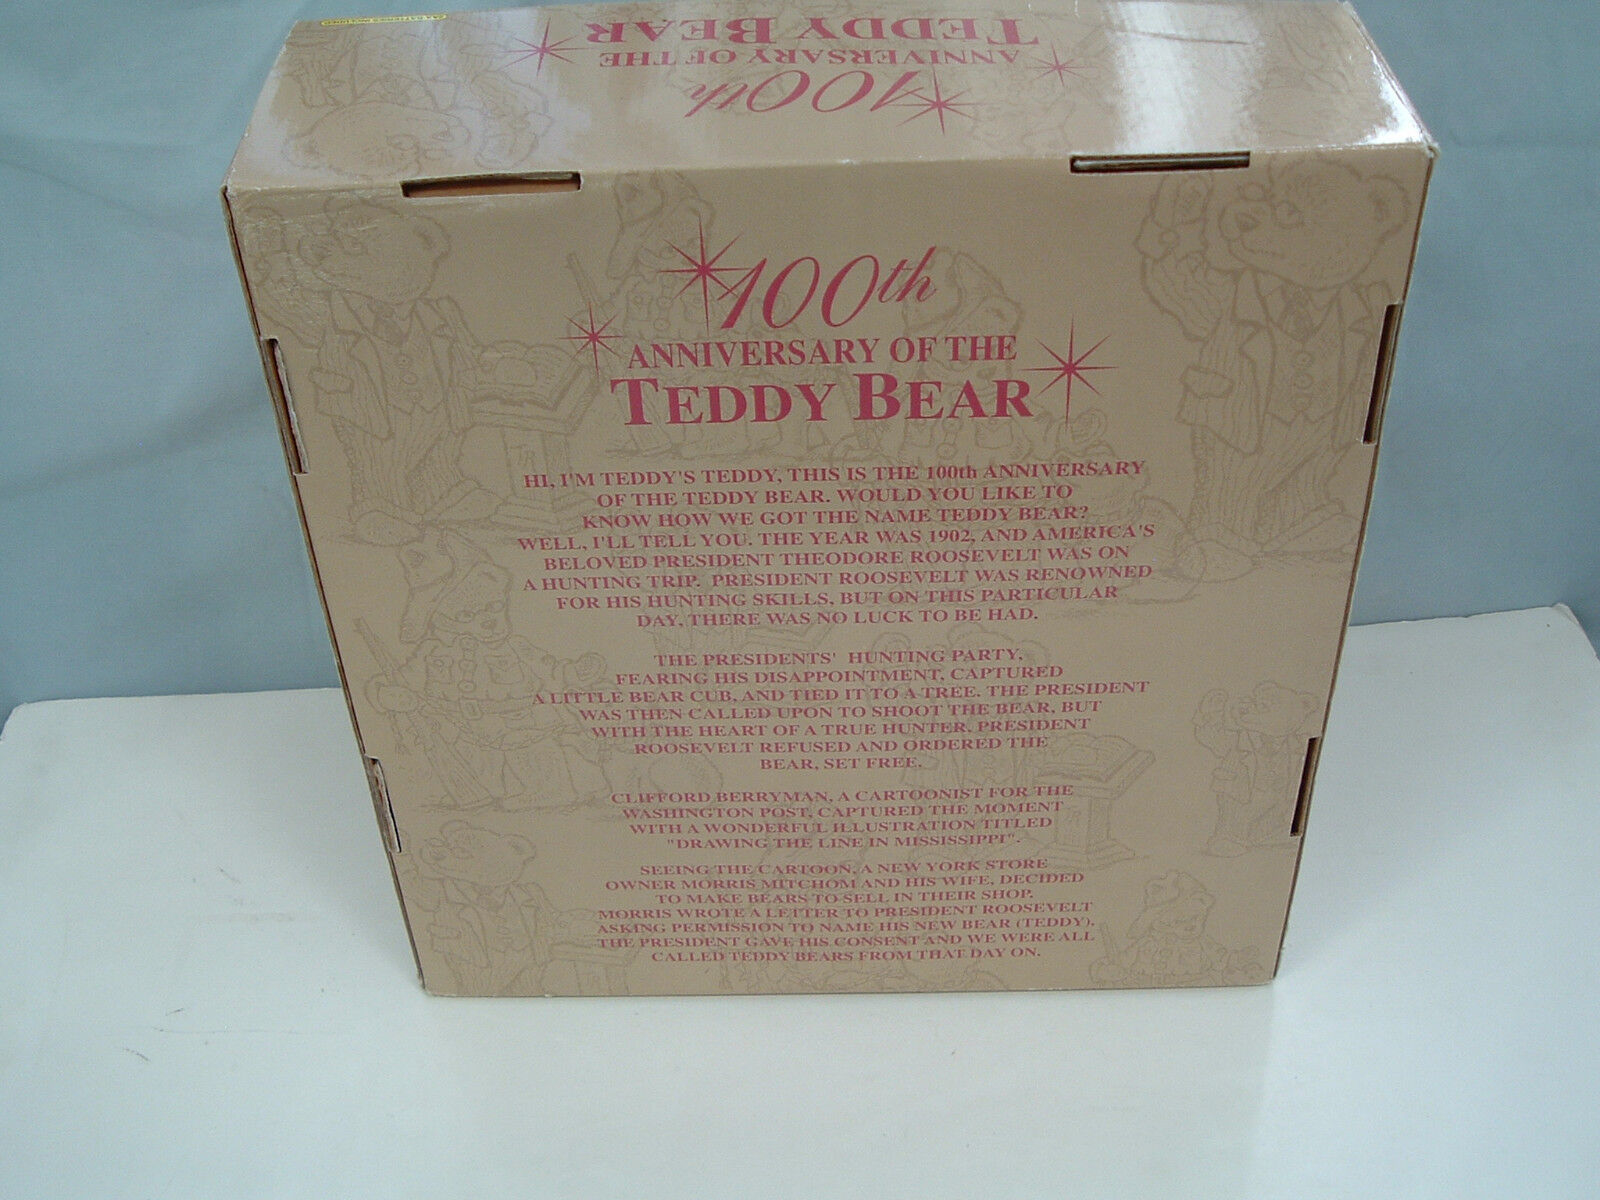 100th
ANNIVERSARY OF THE
TEDDY BEAR
100th
ANNIVERSARY OF THE
TEDDY BEAR
HI, I'M TEDDY'S TEDDY, THIS IS THE 100th ANNIVERSARY
OF THE TEDDY BEAR. WOULD YOU LIKE TO
KNOW HOW WE GOT THE NAME TEDDY BEAR?
WELL, I'LL TELL YOU. THE YEAR WAS 1902, AND AMERICA'S
BELOVED PRESIDENT THEODORE ROOSEVELT WAS ON
A HUNTING TRIP. PRESIDENT ROOSEVELT WAS RENOWNED
FOR HIS HUNTING SKILLS, BUT ON THIS PARTICULAR
DAY, THERE WAS NO LUCK TO BE HAD.
THE PRESIDENTS' HUNTING PARTY,
FEARING HIS DISAPPOINTMENT, CAPTURED
A LITTLE BEAR CUB, AND TIED IT TO A TREE. THE PRESIDENT
WAS THEN CALLED UPON TO SHOOT THE BEAR, BUT
WITH THE HEART OF A TRUE HUNTER, PRESIDENT
ROOSEVELT REFUSED AND ORDERED THE
BEAR, SET FREE.
CLIFFORD BERRYMAN, A CARTOONIST FOR THE
WASHINGTON POST, CAPTURED THE MOMENT
WITH A WONDERFUL ILLUSTRATION TITLED
"DRAWING THE LINE IN MISSISSIPPI".
SEEING THE CARTOON, A NEW YORK STORE
OWNER MORRIS MITCHOM AND HIS WIFE, DECIDED
TO MAKE BEARS TO SELL IN THEIR SHOP.
MORRIS WROTE A LETTER TO PRESIDENT ROOSEVELT
ASKING PERMISSION TO NAME HIS NEW BEAR (TEDDY).
THE PRESIDENT GAVE HIS CONSENT AND WE WERE ALL
CALLED TEDDY BEARS FROM THAT DAY ON.